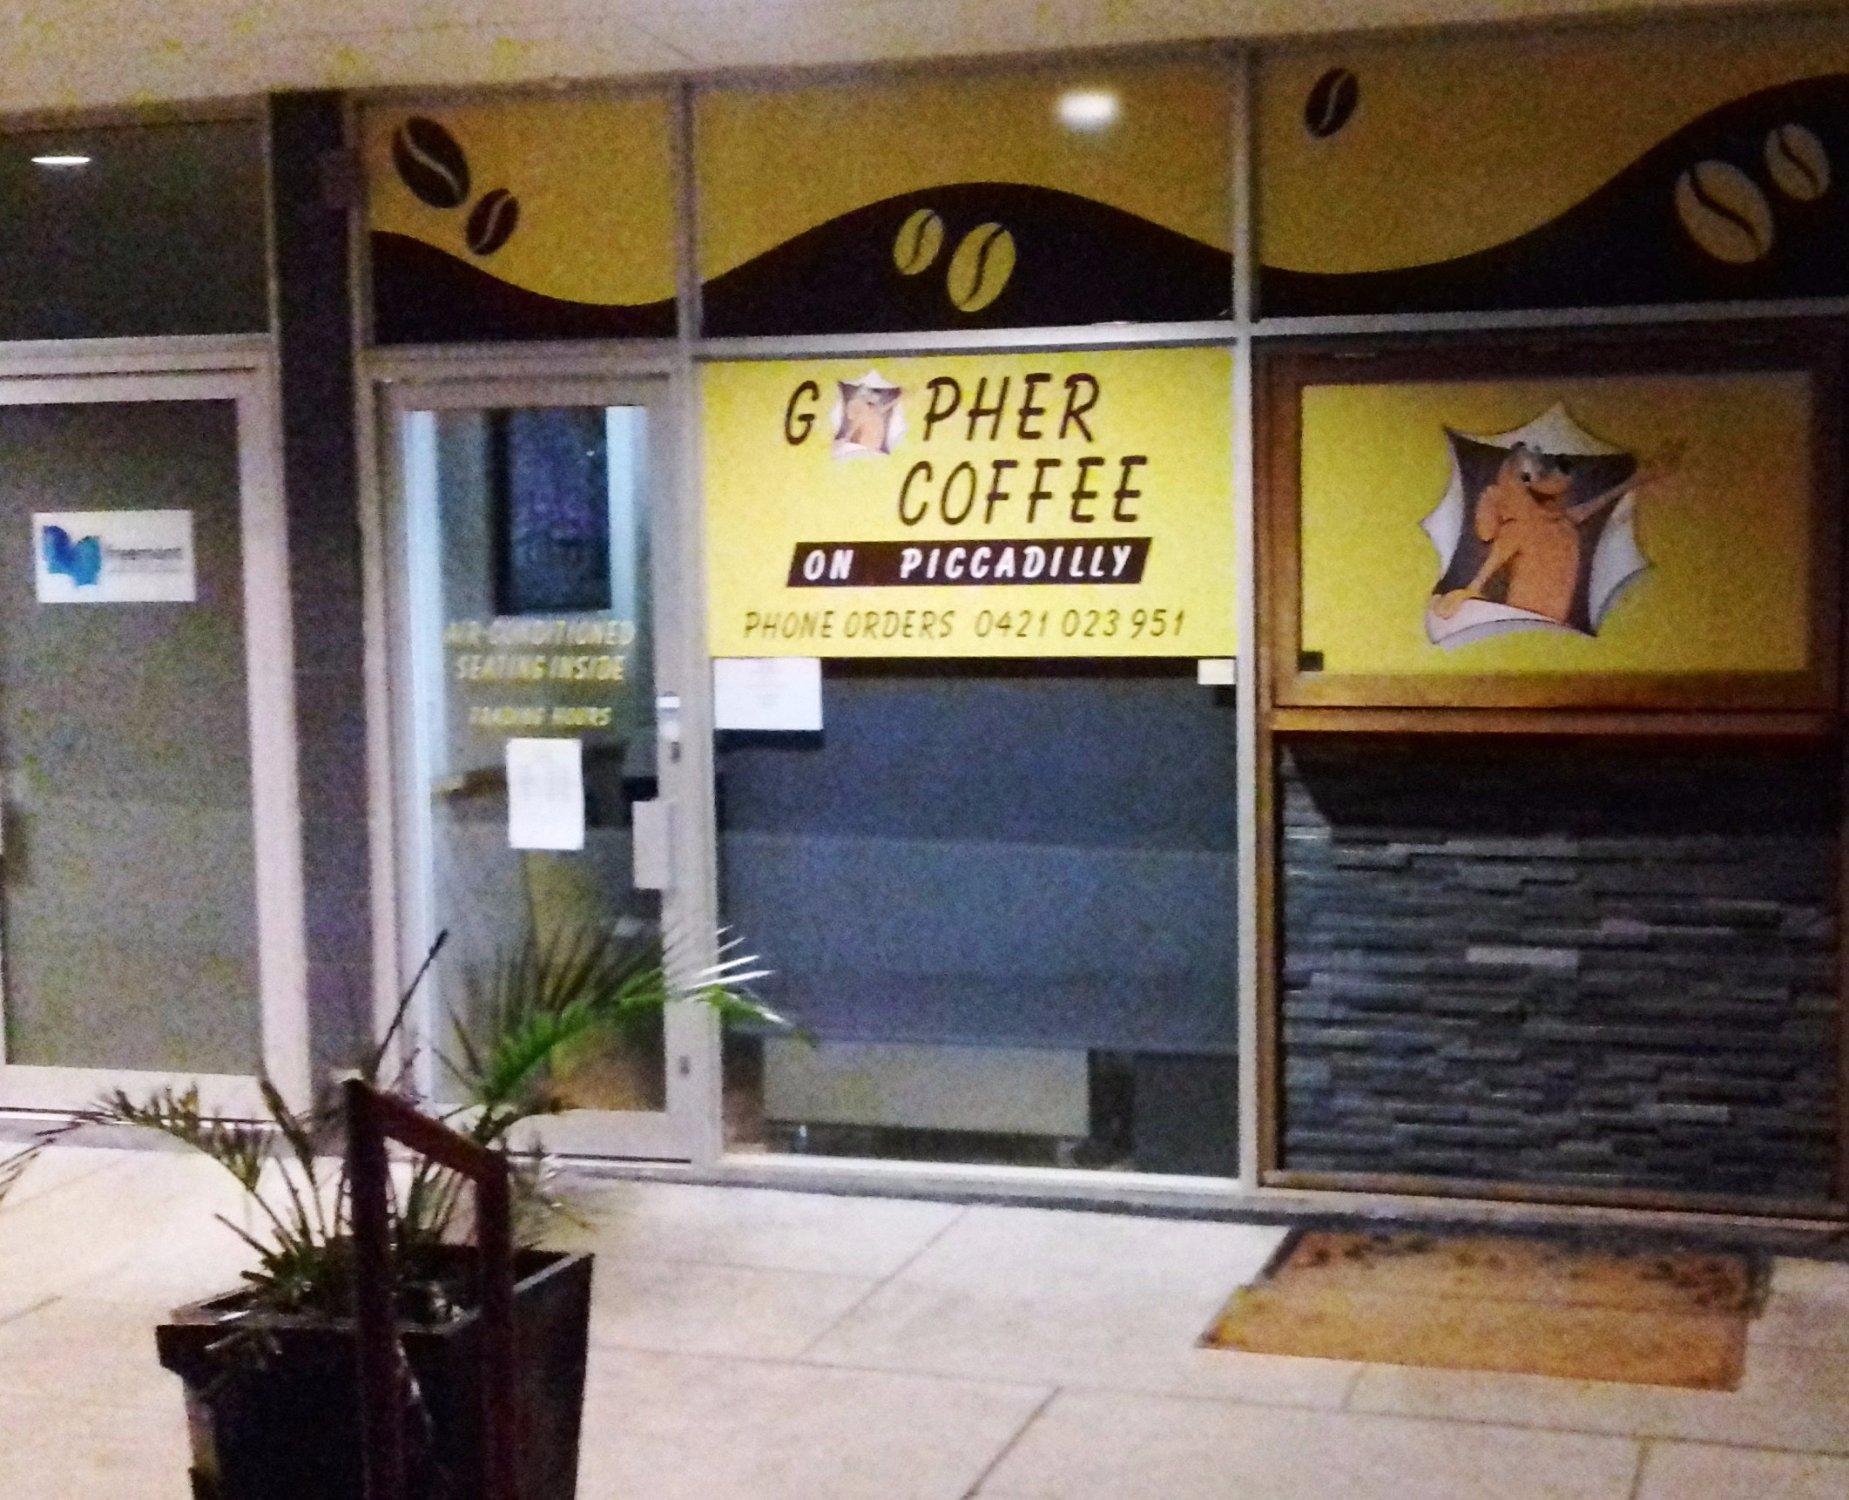 G PHER
COFFEE
ON PICCADILLY
PHONE ORDERS 0421 023 951
AIR CONDITIONED
SEATING INSIDE
TRADING HOURS